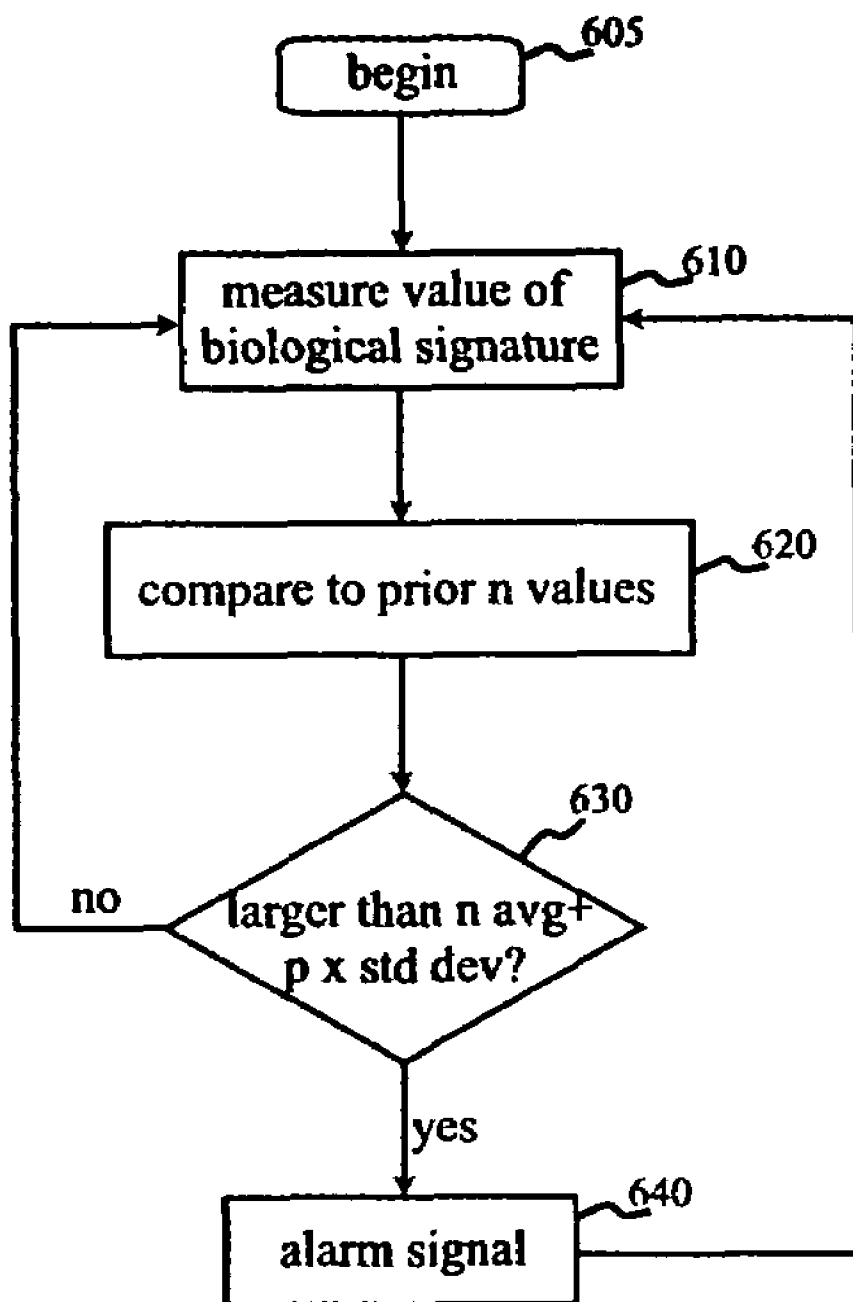 605
begin
610
measure value of
biological signature
620
compare to prior n values
630
no
larger than n avg+
p x std dev?
yes
640
alarm signal